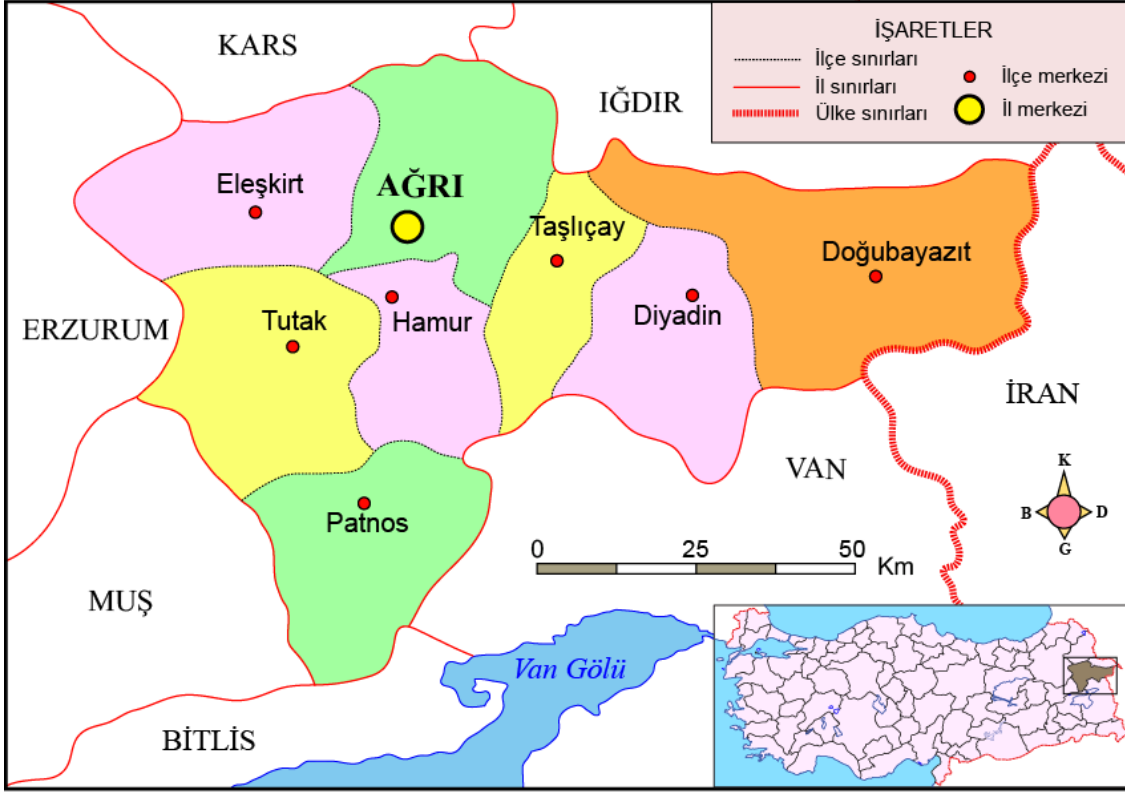 KARS
IĞDIR
İŞARETLER
İlçe sınırları
İl sınırları
Ülke sınırları
İlçe merkezi
İl merkezi
Eleşkirt
AĞRI
Taşlıçay
Doğubayazıt
ERZURUM
Tutak
Hamur
Diyadin
İRAN
VAN
Patnos
K
B
D
G
0
25
50
Km
MUŞ
Van Gölü
BİTLİS